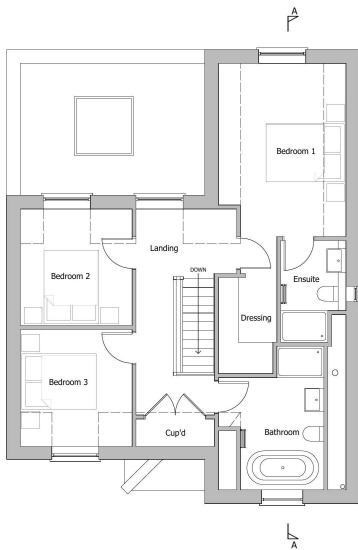 A
Bedroom 1
Landing
DOWN
Bedroom 2
Ensuite
Dressing
Bedroom 3
Cup'd
Bathroom
A